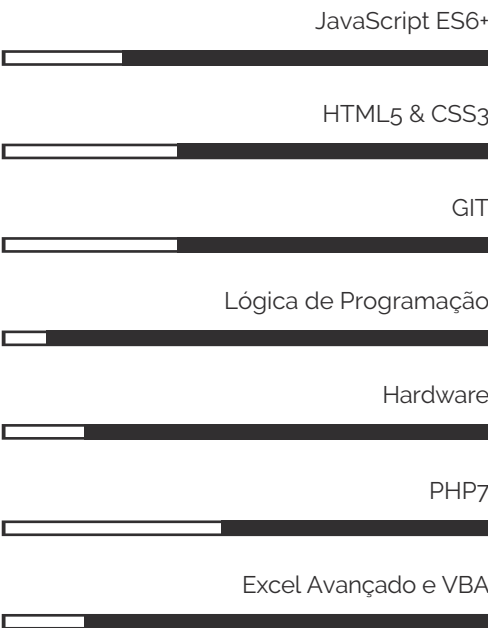 JavaScript ES6+
HTML5 & CSS3
GIT
Lógica de Programação
Hardware
PHP7
Excel Avançado e VBA